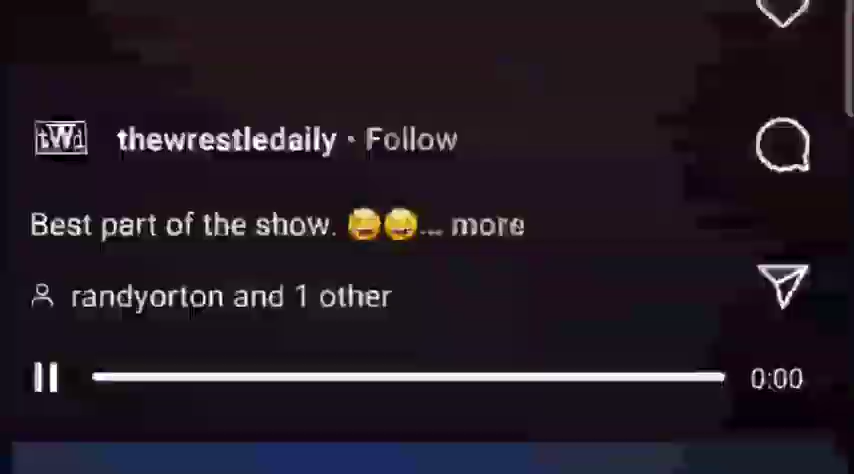 tWd thewrestledaily • Follow
Best part of the show. 😄😄... more
randyorton and 1 other
0:00